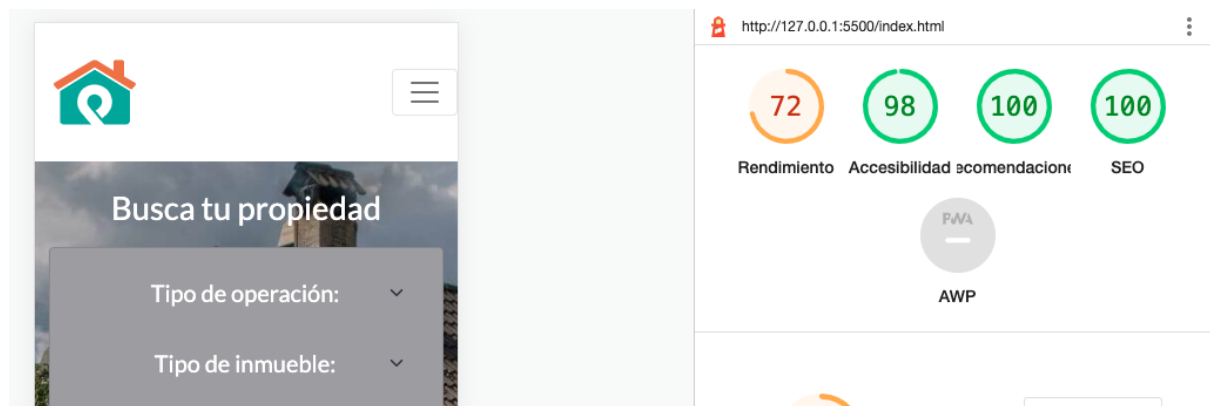 Busca tu propiedad
Tipo de operación:
Tipo de inmueble:
http://127.0.0.1:5500/index.html
72 98 100 100
Rendimiento Accesibilidad ecomendacione SEO
PWA
AWP